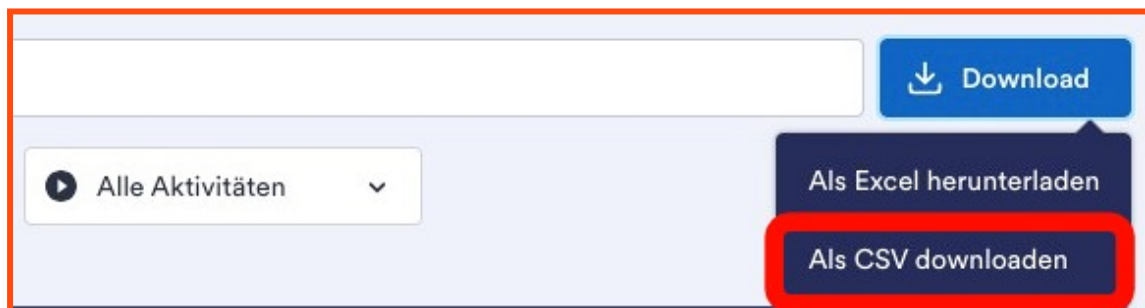 Download
Alle Aktivitäten
Als Excel herunterladen
Als CSV downloaden